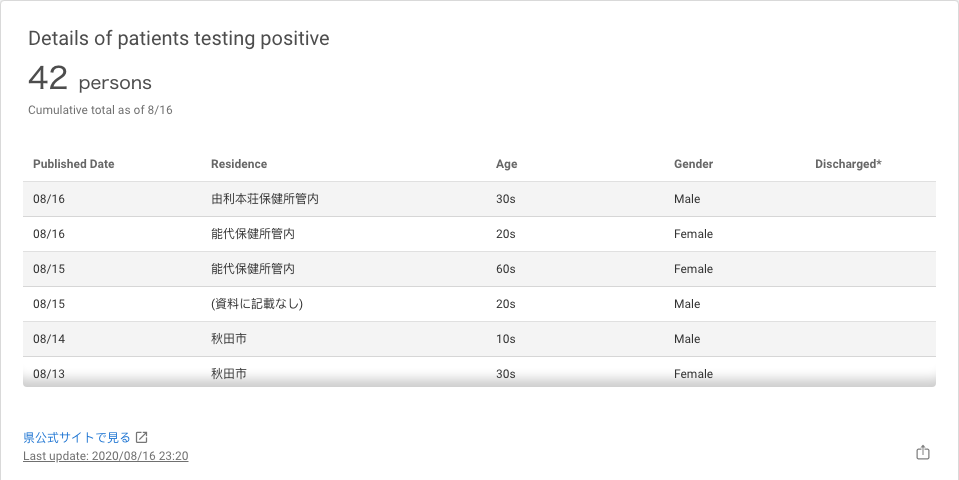 Details of patients testing positive
42 persons
Cumulative total as of 8/16
Published Date Residence Age Gender Discharged*
08/16 由利本荘保健所管内 30s Male
08/16 能代保健所管内 20s Female
08/15 能代保健所管内 60s Female
08/15 (資料に記載なし) 20s Male
08/14 秋田市 10s Male
08/13 秋田市 30s Female
県公式サイトで見る
Last update: 2020/08/16 23:20